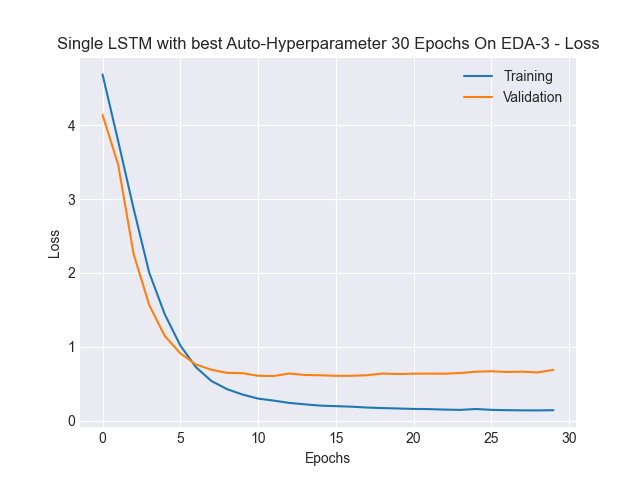 Single LSTM with best Auto-Hyperparameter 30 Epochs On EDA-3 - Loss
Training
Validation
4
3
2
1
0
Loss
0 5 10 15 20 25 30
Epochs